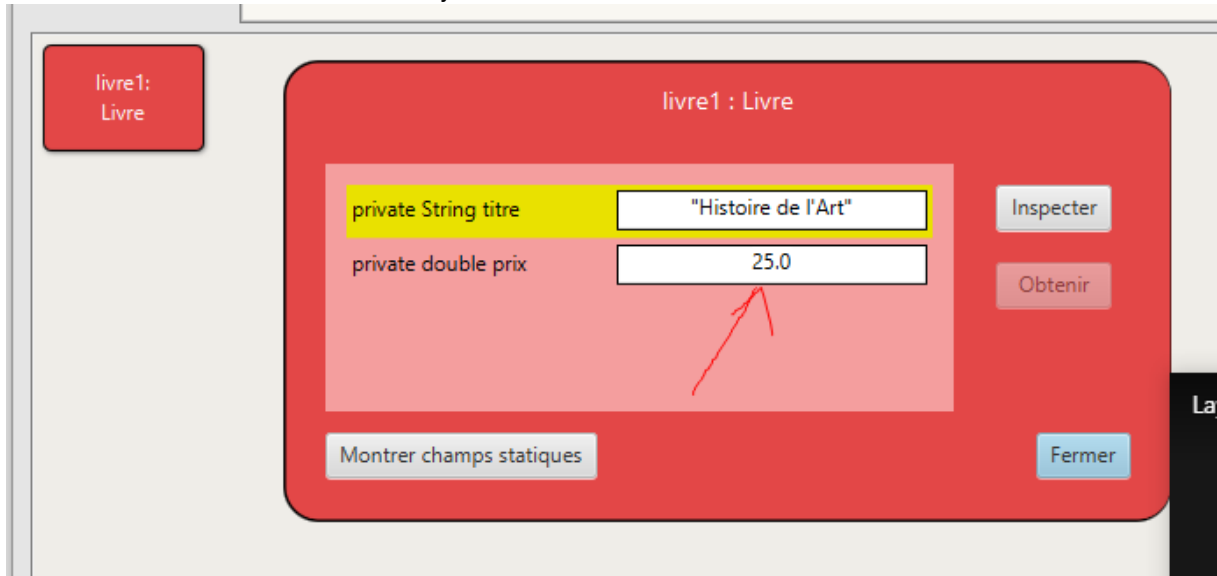 livre1:
Livre
livre1 : Livre
private String titre "Histoire de l'Art"
Inspecter
private double prix 25.0
Obtenir
Montrer champs statiques
Fermer